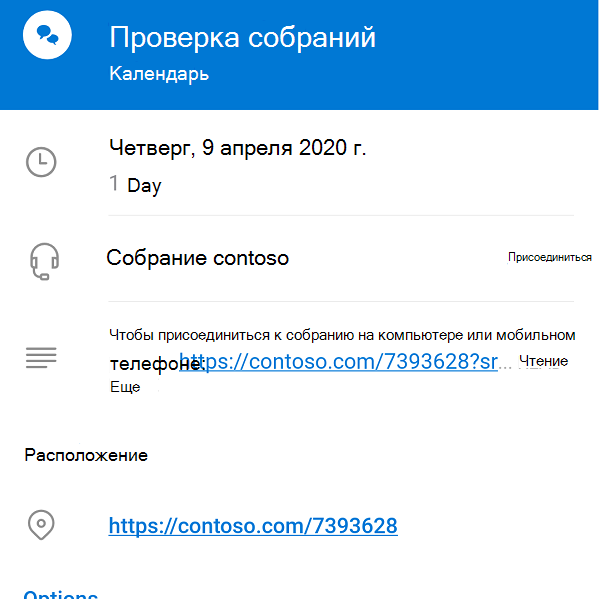 Проверка собраний
Календарь
Четверг, 9 апреля 2020 г.
1 Day
Собрание contoso
Присоединиться
Чтобы присоединиться к собранию на компьютере или мобильном
телефоне: https://contoso.com/7393628?sr... Чтение
Еще
Расположение
https://contoso.com/7393628
Options